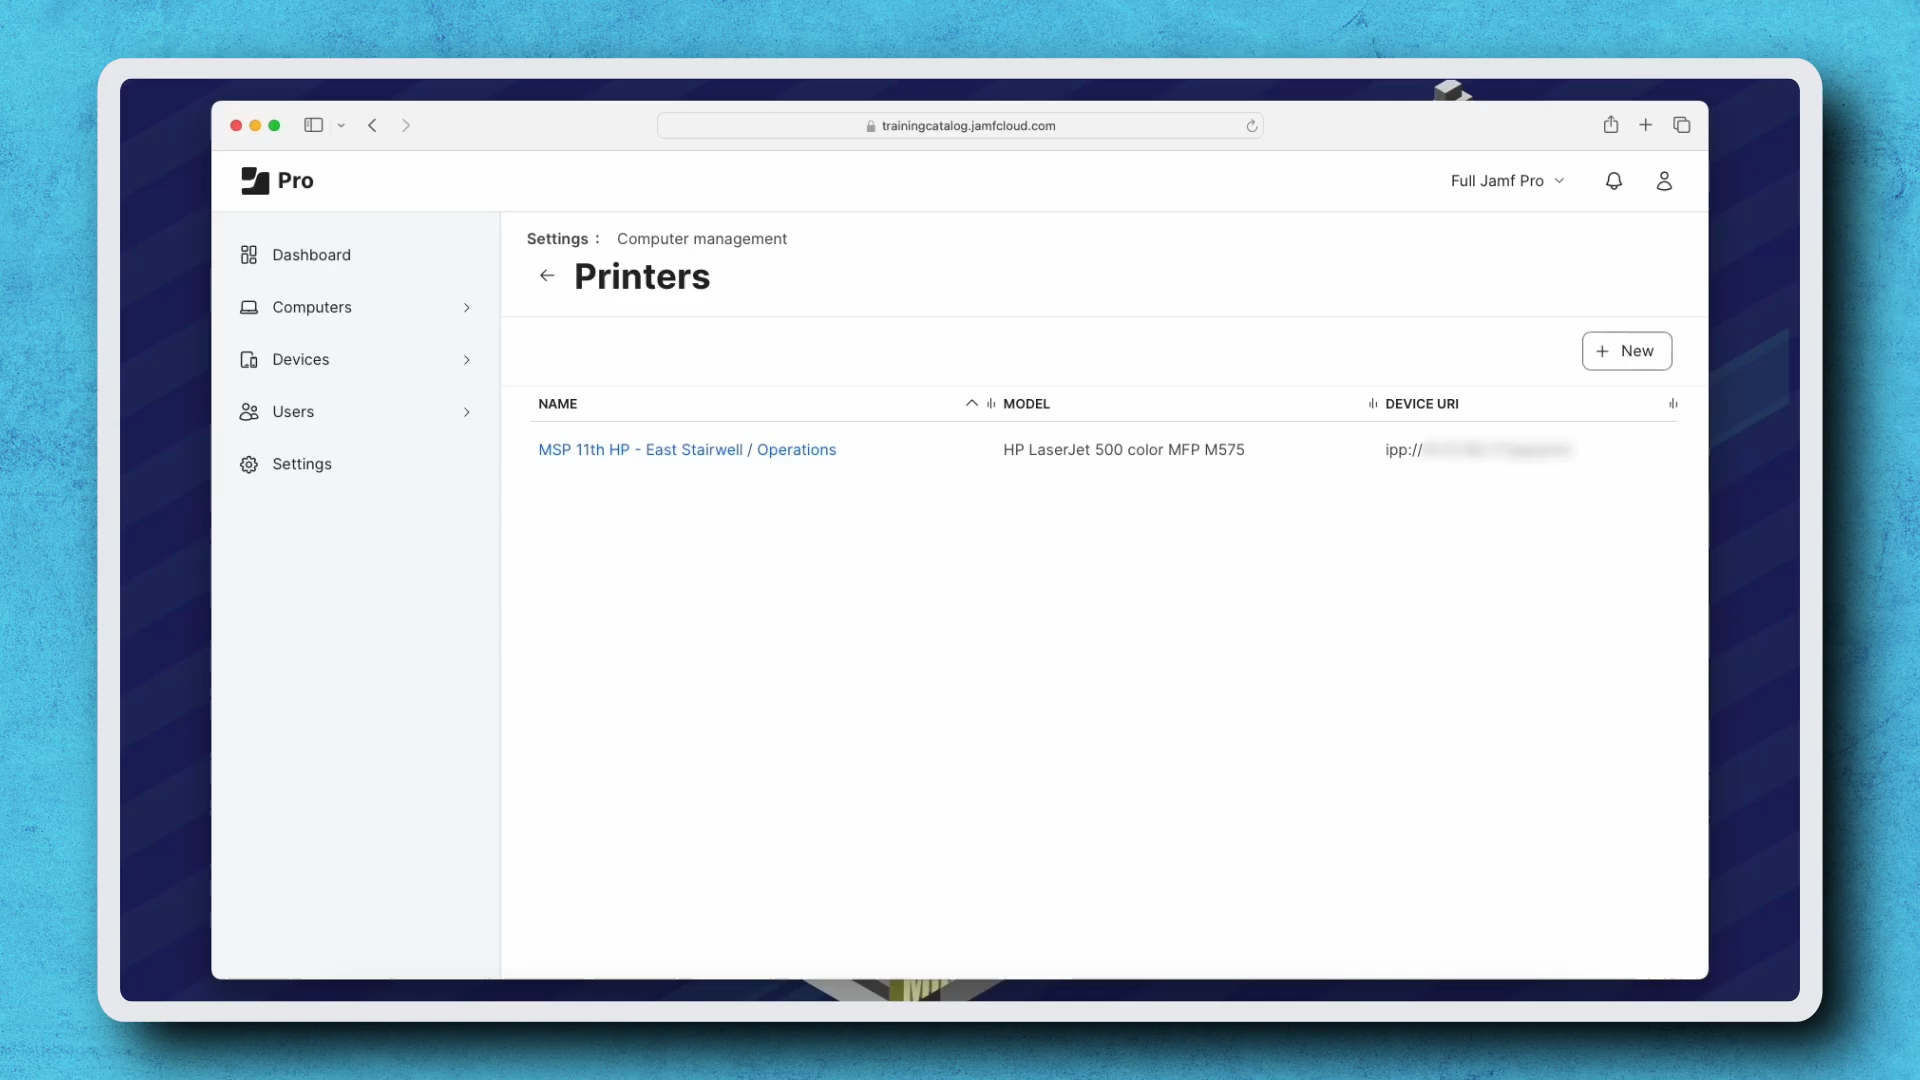 trainingcatalog.jamfcloud.com
Pro
Full Jamf Pro
Dashboard
Computers
Devices
Users
Settings
Settings : Computer management
Printers
+ New
NAME MODEL DEVICE URI
MSP 11th HP - East Stairwell / Operations HP LaserJet 500 color MFP M575 ipp://